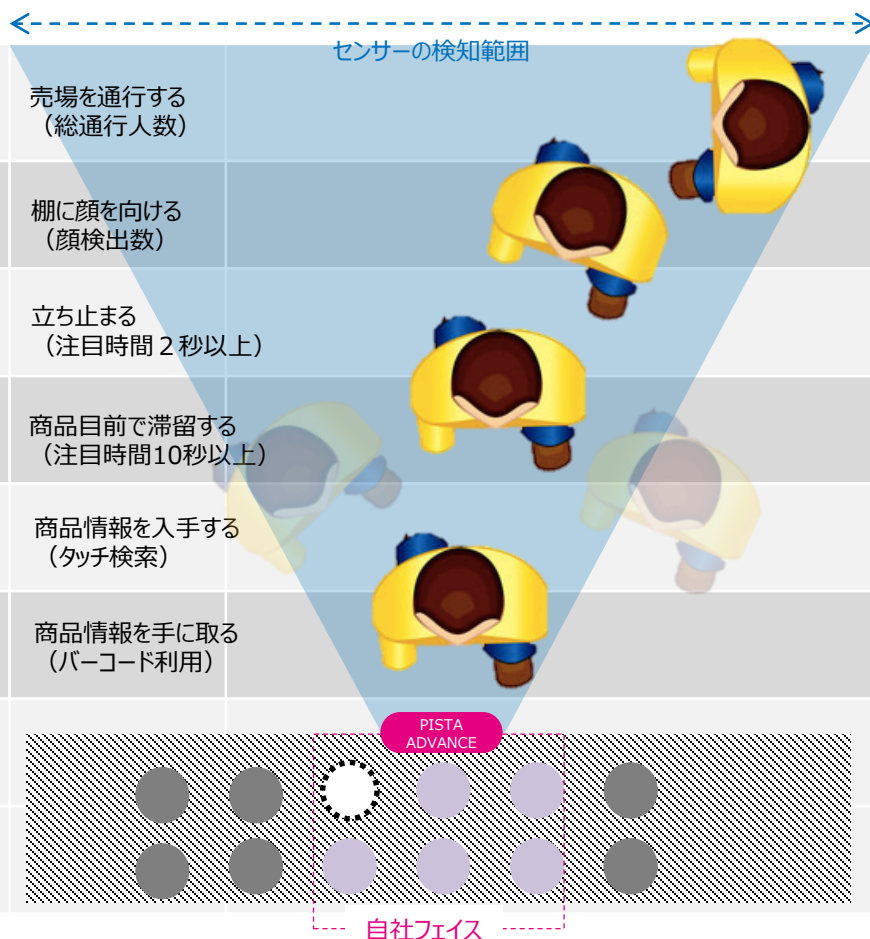 センサーの検知範囲
売場を通行する
（総通行人数）
棚に顔を向ける
（顔検出数）
立ち止まる
（注目時間２秒以上）
商品目前で滞留する
（注目時間10秒以上）
商品情報を入手する
（タッチ検索）
商品情報を手に取る
（バーコード利用）
PISTA
ADVANCE
自社フェイス